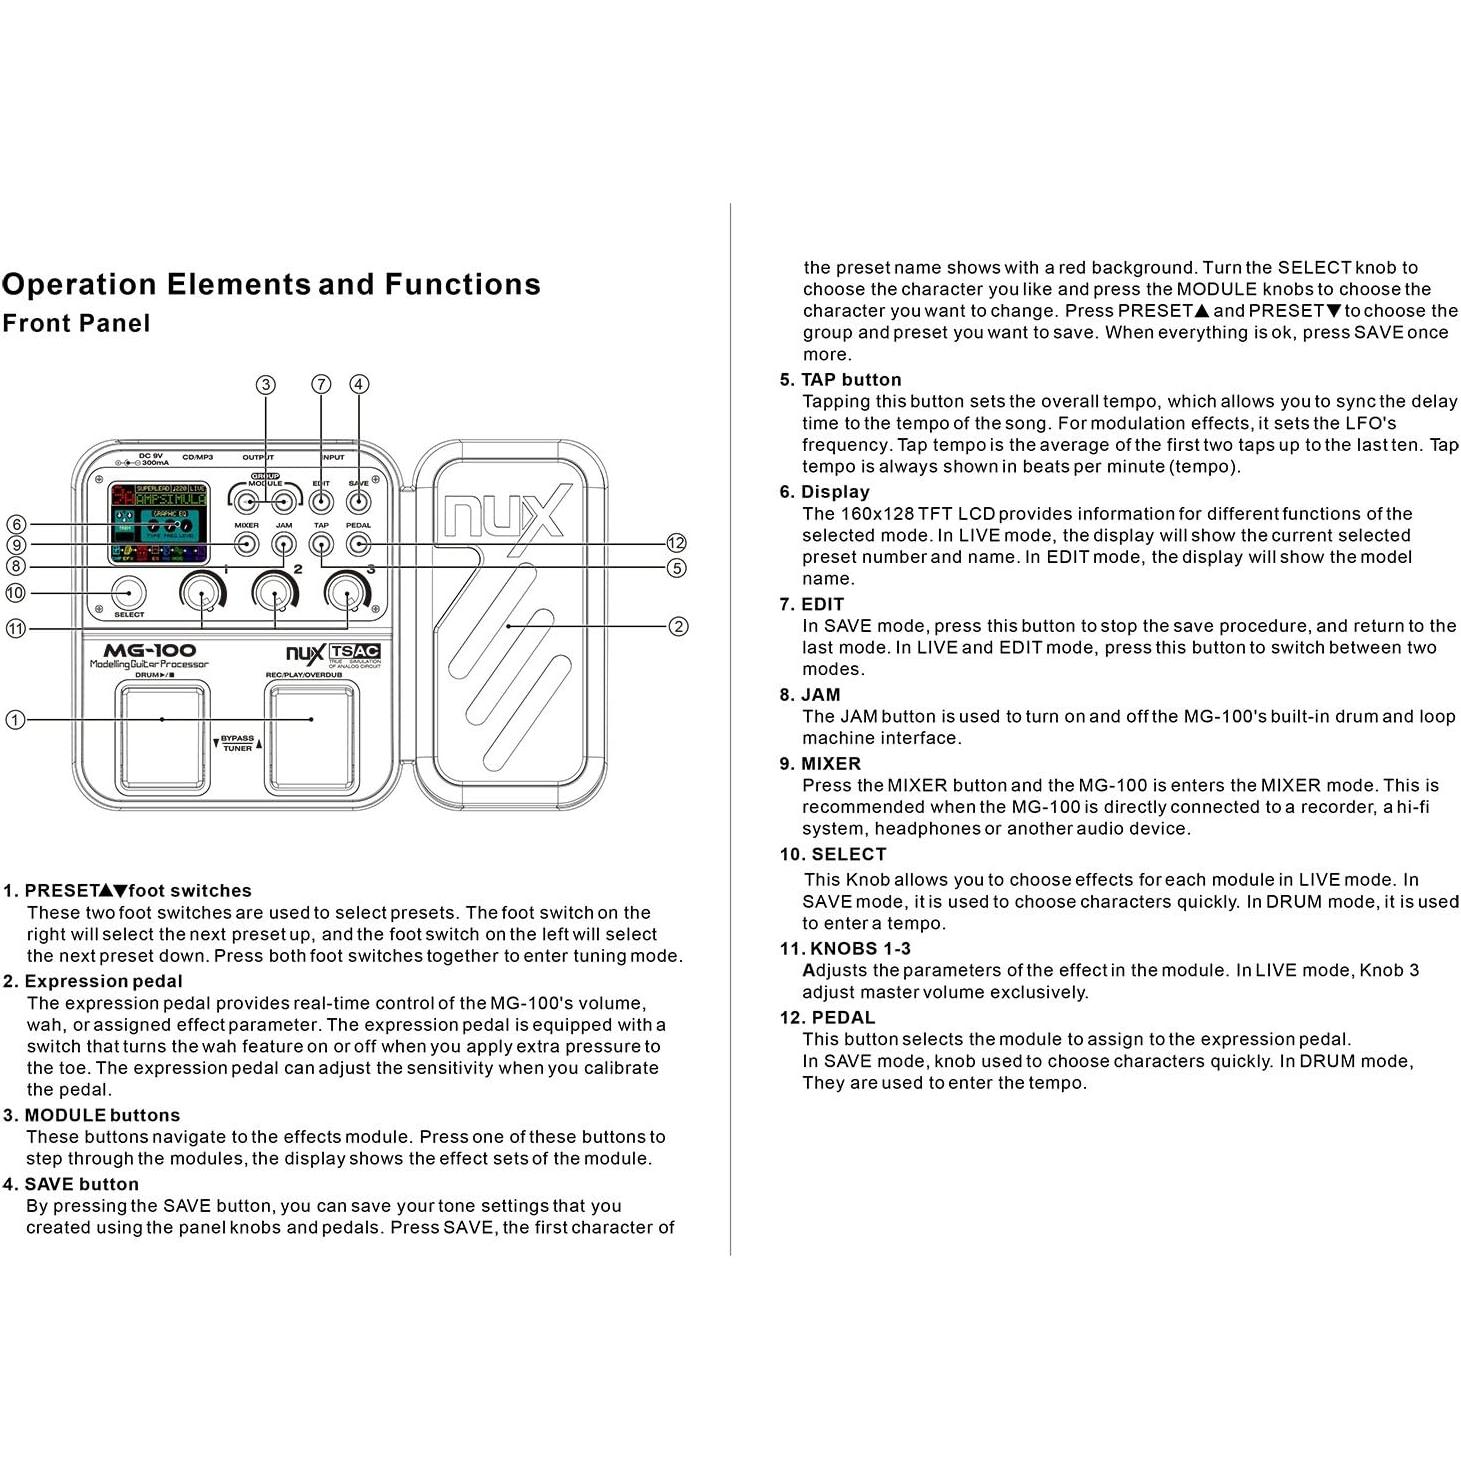 Operation Elements and Functions
Front Panel
3 7 4
DC 9V
300mA
CD/MP3
OUTPUT
INPUT
GROUP
MODULE
EDIT
SAVE
SUPERLEAD J220 LIVE
AMPSIMULA
GRAPHIC EQ
TYPE FREQ LEVEL
MIXER
JAM
TAP
PEDAL
nux
6
9
8
10
11
12
5
2
1
1
2
3
SELECT
MG-100
Modelling Guitar Processor
nux TSAC
TRUE SIMULATION
OF ANALOG CIRCUIT
DRUM►/■
REC/PLAY/OVERDUB
▼ BYPASS ▲
TUNER
1. PRESET▲▼foot switches
These two foot switches are used to select presets. The foot switch on the
right will select the next preset up, and the foot switch on the left will select
the next preset down. Press both foot switches together to enter tuning mode.
2. Expression pedal
The expression pedal provides real-time control of the MG-100's volume,
wah, or assigned effect parameter. The expression pedal is equipped with a
switch that turns the wah feature on or off when you apply extra pressure to
the toe. The expression pedal can adjust the sensitivity when you calibrate
the pedal.
3. MODULE buttons
These buttons navigate to the effects module. Press one of these buttons to
step through the modules, the display shows the effect sets of the module.
4. SAVE button
By pressing the SAVE button, you can save your tone settings that you
created using the panel knobs and pedals. Press SAVE, the first character of
the preset name shows with a red background. Turn the SELECT knob to
choose the character you like and press the MODULE knobs to choose the
character you want to change. Press PRESET▲ and PRESET▼ to choose the
group and preset you want to save. When everything is ok, press SAVE once
more.
5. TAP button
Tapping this button sets the overall tempo, which allows you to sync the delay
time to the tempo of the song. For modulation effects, it sets the LFO's
frequency. Tap tempo is the average of the first two taps up to the last ten. Tap
tempo is always shown in beats per minute (tempo).
6. Display
The 160x128 TFT LCD provides information for different functions of the
selected mode. In LIVE mode, the display will show the current selected
preset number and name. In EDIT mode, the display will show the model
name.
7. EDIT
In SAVE mode, press this button to stop the save procedure, and return to the
last mode. In LIVE and EDIT mode, press this button to switch between two
modes.
8. JAM
The JAM button is used to turn on and off the MG-100's built-in drum and loop
machine interface.
9. MIXER
Press the MIXER button and the MG-100 is enters the MIXER mode. This is
recommended when the MG-100 is directly connected to a recorder, a hi-fi
system, headphones or another audio device.
10. SELECT
This Knob allows you to choose effects for each module in LIVE mode. In
SAVE mode, it is used to choose characters quickly. In DRUM mode, it is used
to enter a tempo.
11. KNOBS 1-3
Adjusts the parameters of the effect in the module. In LIVE mode, Knob 3
adjust master volume exclusively.
12. PEDAL
This button selects the module to assign to the expression pedal.
In SAVE mode, knob used to choose characters quickly. In DRUM mode,
They are used to enter the tempo.